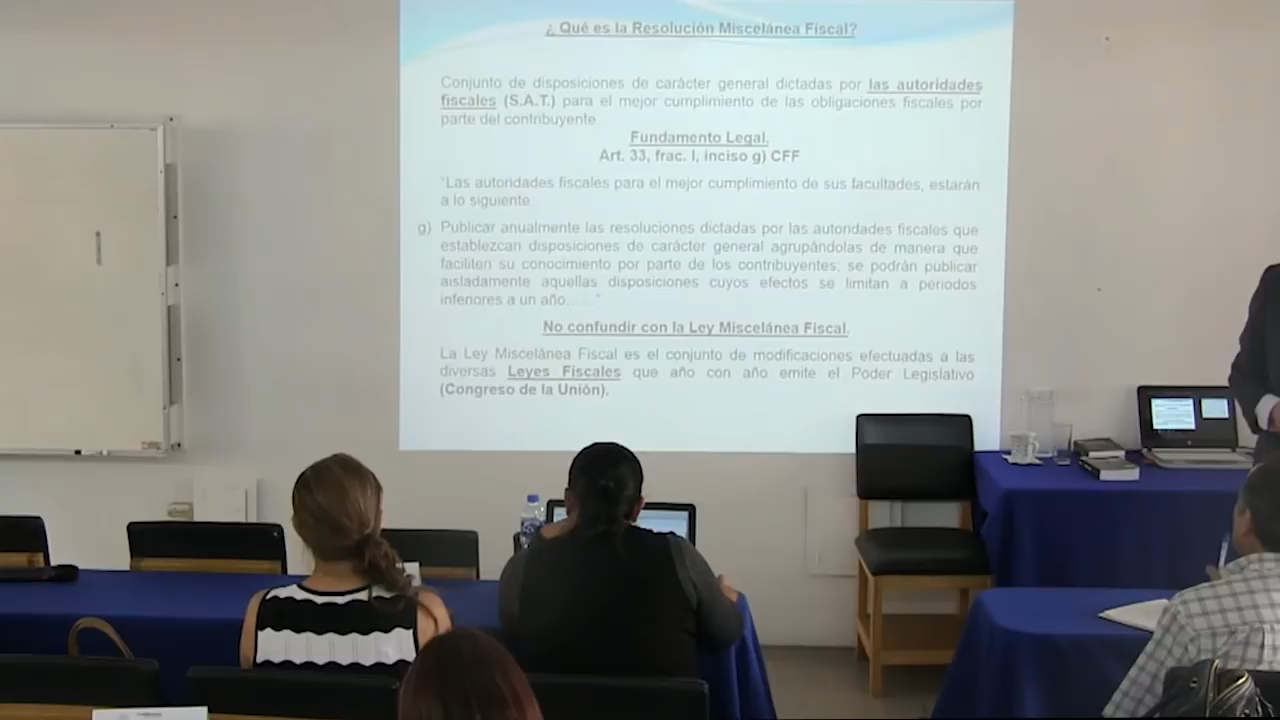 ¿ Qué es la Resolución Miscelánea Fiscal?
Conjunto de disposiciones de carácter general dictadas por las autoridades
fiscales (S.A.T.) para el mejor cumplimiento de las obligaciones fiscales por
parte del contribuyente.
Fundamento Legal.
Art. 33, frac. I, inciso g) CFF
“Las autoridades fiscales para el mejor cumplimiento de sus facultades, estarán
a lo siguiente:
g) Publicar anualmente las resoluciones dictadas por las autoridades fiscales que
establezcan disposiciones de carácter general agrupándolas de manera que
faciliten su conocimiento por parte de los contribuyentes; se podrán publicar
aisladamente aquellas disposiciones cuyos efectos se limitan a periodos
inferiores a un año......”
No confundir con la Ley Miscelánea Fiscal.
La Ley Miscelánea Fiscal es el conjunto de modificaciones efectuadas a las
diversas Leyes Fiscales que año con año emite el Poder Legislativo
(Congreso de la Unión).